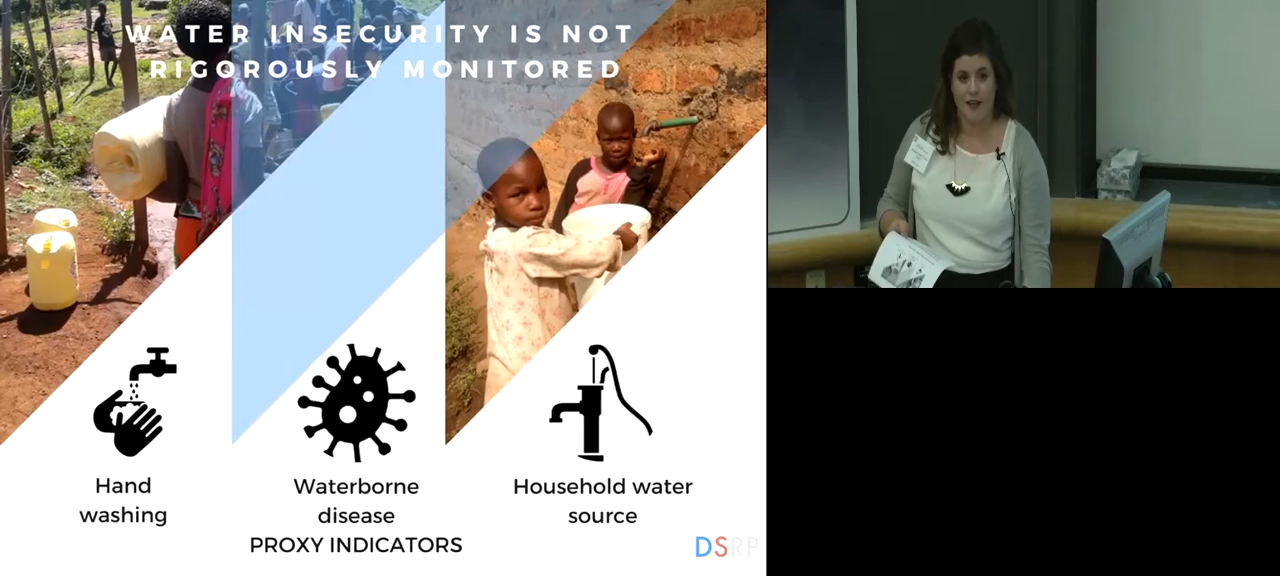 WATER INSECURITY IS NOT
RIGOROUSLY MONITORED
Hand
washing
Waterborne
disease
Household water
source
PROXY INDICATORS
DSRP